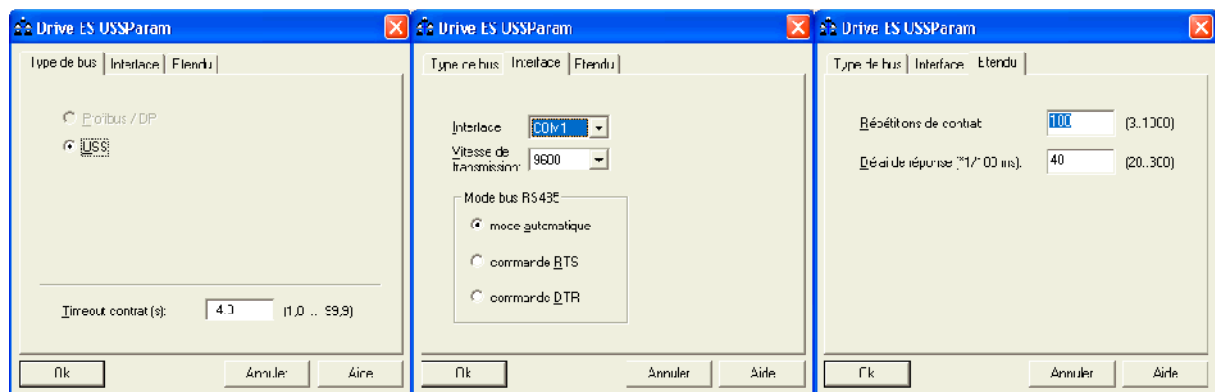 Drive ES USSParam
Type de bus Interface Etendu
Profibus / DP
USS
Timeout contrat (s): 4.0 (1,0 ... 99,9)
Ok Annuler Aide
Drive ES USSParam
Type de bus Interface Etendu
Interface COM1
Vitesse de
transmission: 9600
Mode bus RS485
mode automatique
commande RTS
commande DTR
Ok Annuler Aide
Drive ES USSParam
Type de bus Interface Etendu
Répétitions de contrat: 100 (3..1000)
Délai de réponse (*1/100 ms): 40 (20..300)
Ok Annuler Aide